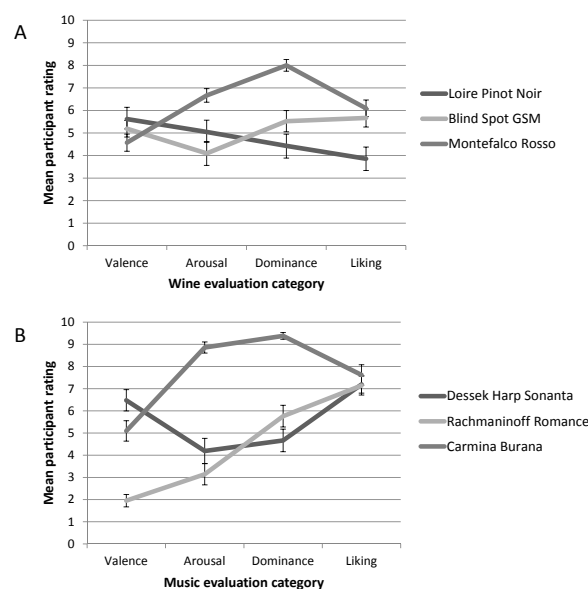 A
10
9
8
7
6
5
4
3
2
1
0
Mean participant rating
Valence Arousal Dominance Liking
Wine evaluation category
Loire Pinot Noir
Blind Spot GSM
Montefalco Rosso
B
10
9
8
7
6
5
4
3
2
1
0
Mean participant rating
Valence Arousal Dominance Liking
Music evaluation category
Dessek Harp Sonanta
Rachmaninoff Romance
Carmina Burana